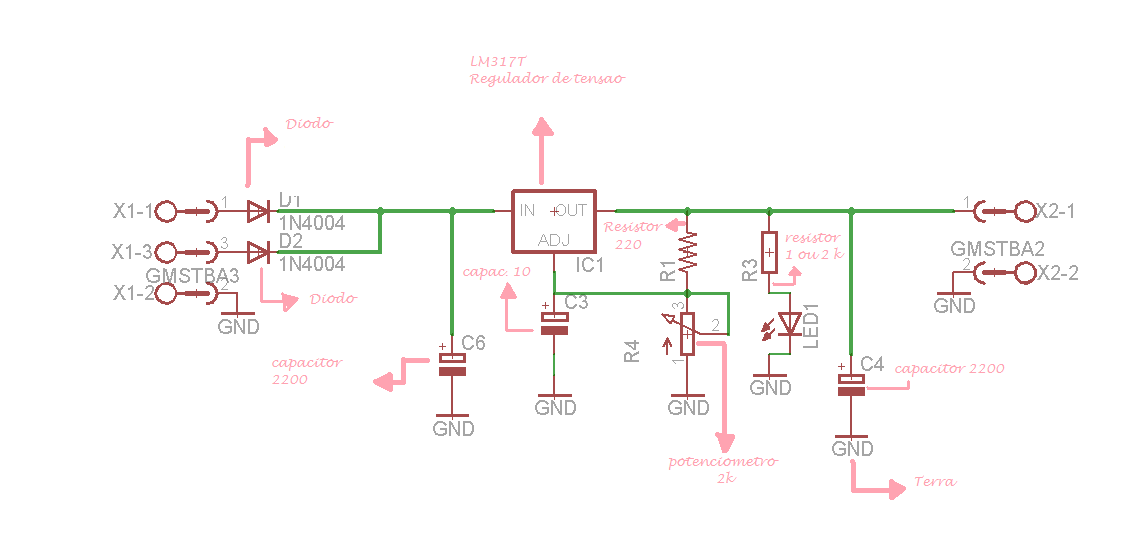 LM317T
Regulador de tensao
Diodo
X1-1
1
D1
1N4004
IN
+OUT
ADJ
IC1
Resistor
220
R1
resistor
1 ou 2 k
R3
1
X2-1
X1-3
3
D2
1N4004
GMSTBA3
X1-2
2
GND
Diodo
capac. 10
+
C3
GND
3
2
1
R4
GND
LED1
GND
GMSTBA2
2
X2-2
GND
capacitor
2200
+
C6
GND
+
C4
capacitor 2200
GND
potenciometro
2k
Terra